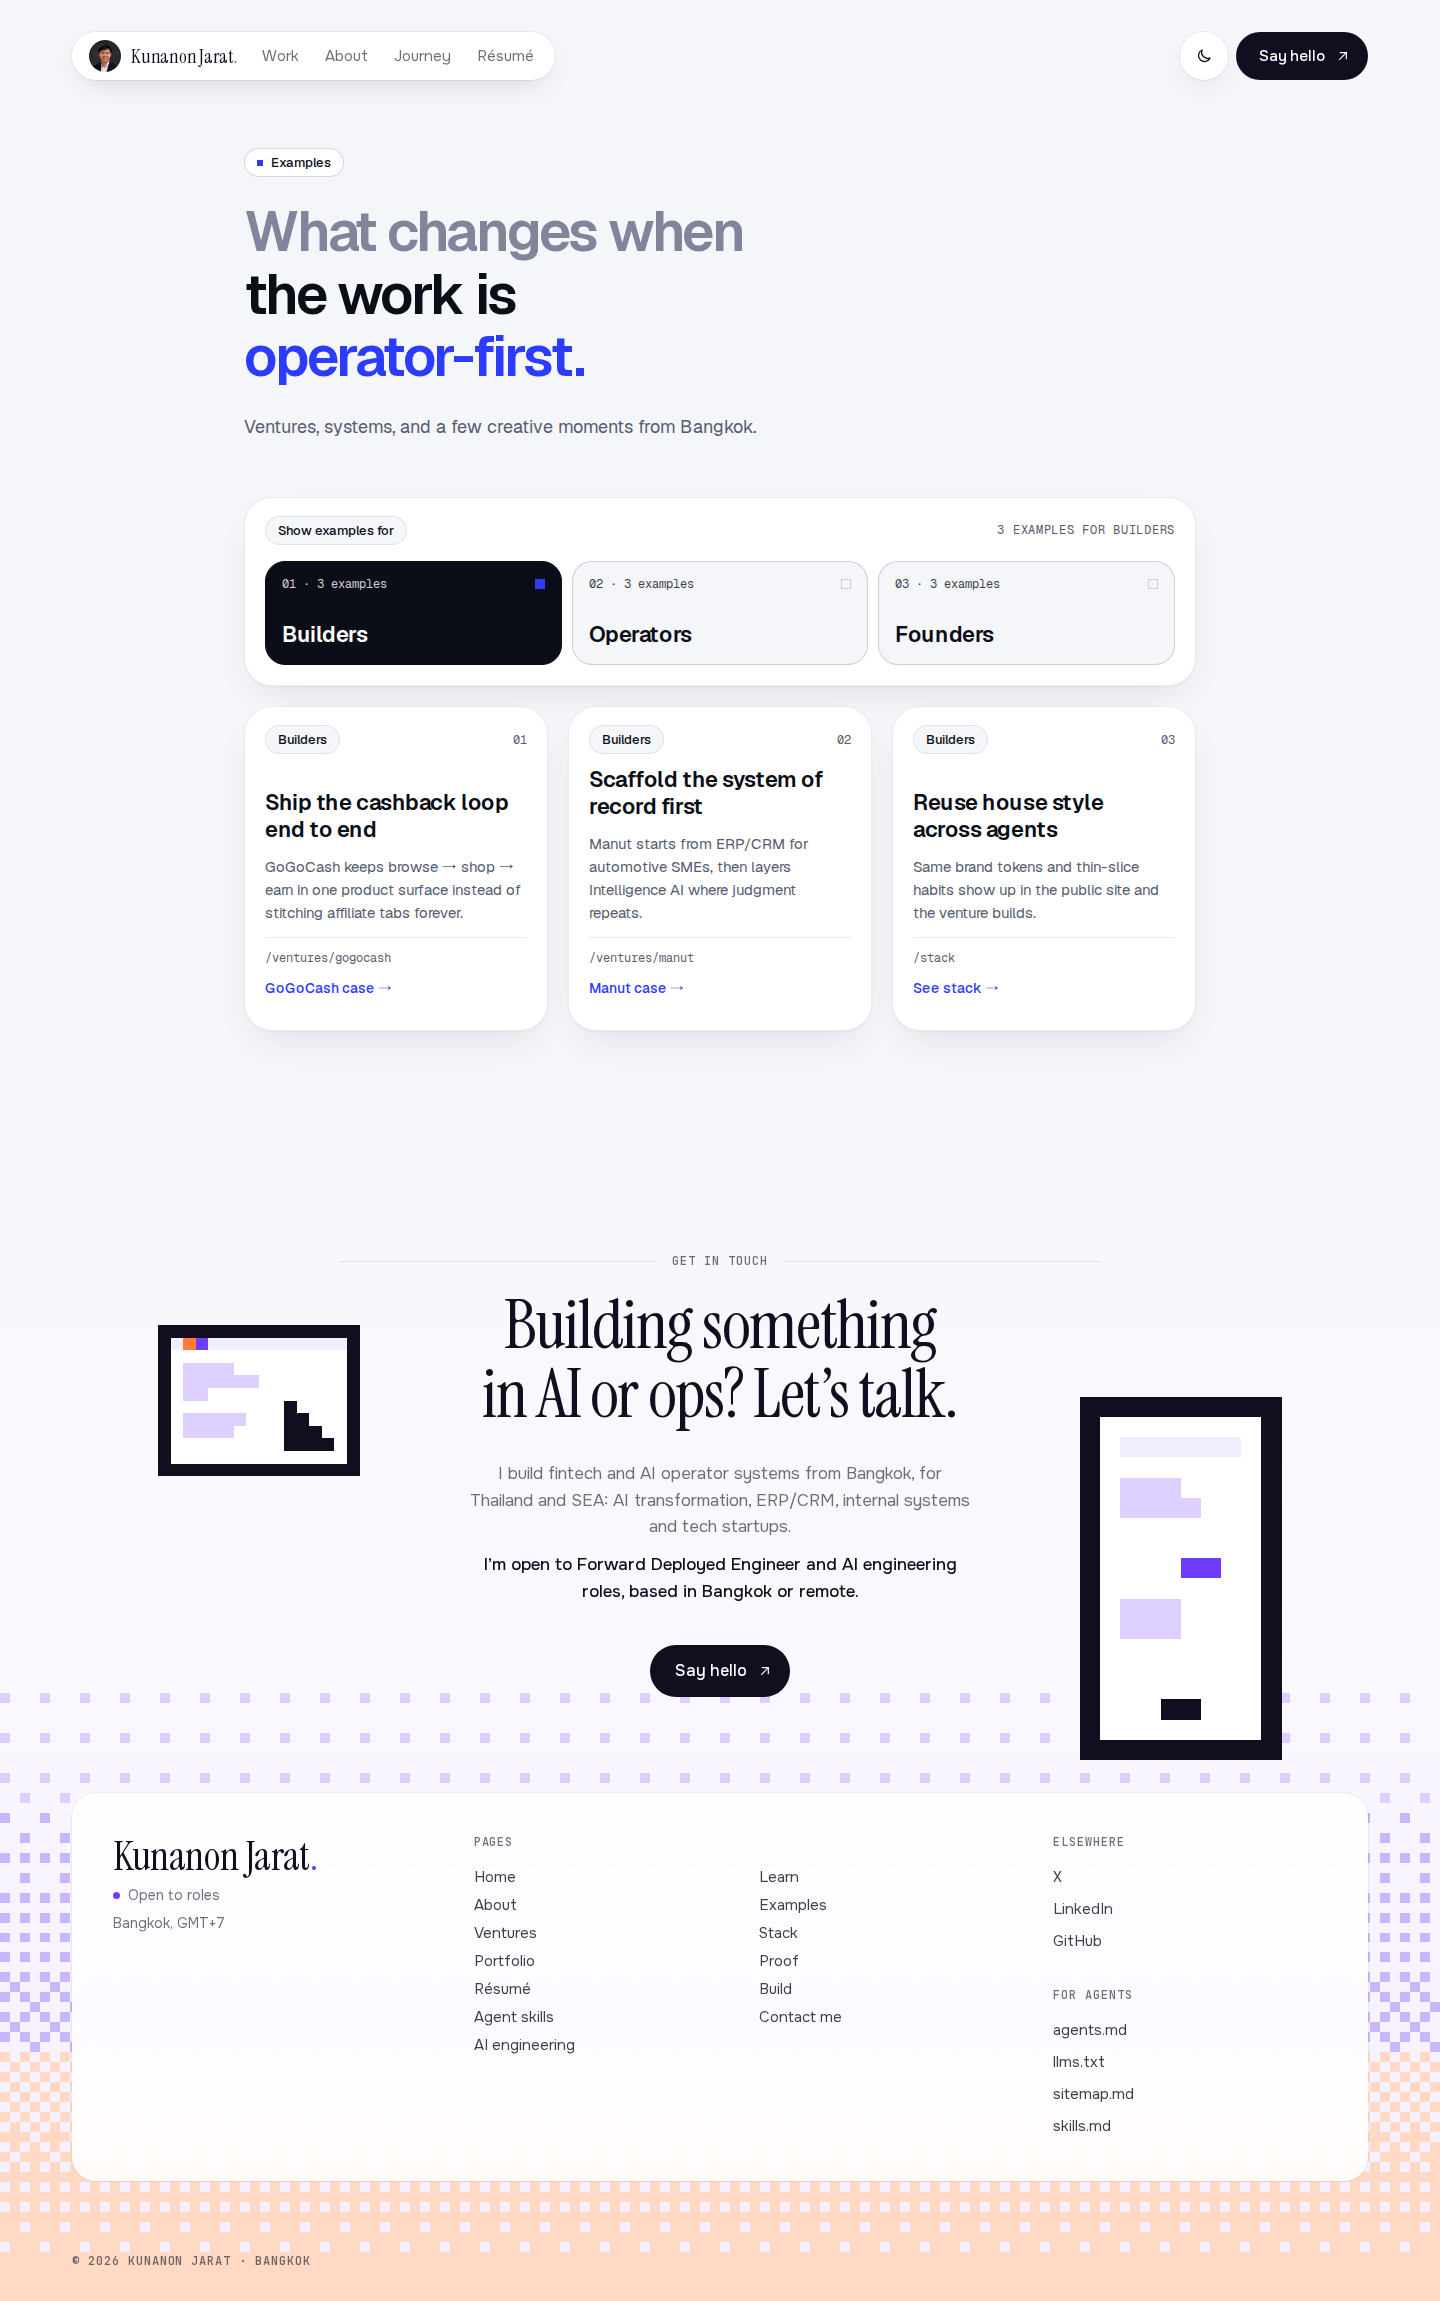 Kunanon Jarat.
Work
About
Journey
Résumé
Say hello
Examples
What changes when
the work is
operator-first.
Ventures, systems, and a few creative moments from Bangkok.
Show examples for
3 EXAMPLES FOR BUILDERS
01 · 3 examples
Builders
02 · 3 examples
Operators
03 · 3 examples
Founders
Builders
01
Ship the cashback loop
end to end
GoGoCash keeps browse → shop →
earn in one product surface instead of
stitching affiliate tabs forever.
/ventures/gogocash
GoGoCash case →
Builders
02
Scaffold the system of
record first
Manut starts from ERP/CRM for
automotive SMEs, then layers
Intelligence AI where judgment
repeats.
/ventures/manut
Manut case →
Builders
03
Reuse house style
across agents
Same brand tokens and thin-slice
habits show up in the public site and
the venture builds.
/stack
See stack →
GET IN TOUCH
Building something
in AI or ops? Let’s talk.
I build fintech and AI operator systems from Bangkok, for
Thailand and SEA: AI transformation, ERP/CRM, internal systems
and tech startups.
I’m open to Forward Deployed Engineer and AI engineering
roles, based in Bangkok or remote.
Say hello
Kunanon Jarat.
Open to roles
Bangkok, GMT+7
PAGES
Home
About
Ventures
Portfolio
Résumé
Agent skills
AI engineering
Learn
Examples
Stack
Proof
Build
Contact me
ELSEWHERE
X
LinkedIn
GitHub
FOR AGENTS
agents.md
llms.txt
sitemap.md
skills.md
© 2026 KUNANON JARAT · BANGKOK